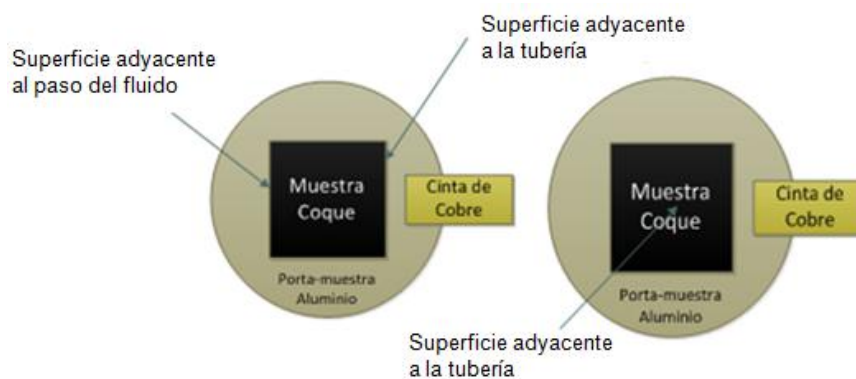 Superficie adyacente
al paso del fluido
Superficie adyacente
a la tubería
Muestra
Coque
Cinta de
Cobre
Porta-muestra
Aluminio
Muestra
Coque
Cinta de
Cobre
Porta-muestra
Aluminio
Superficie adyacente
a la tubería